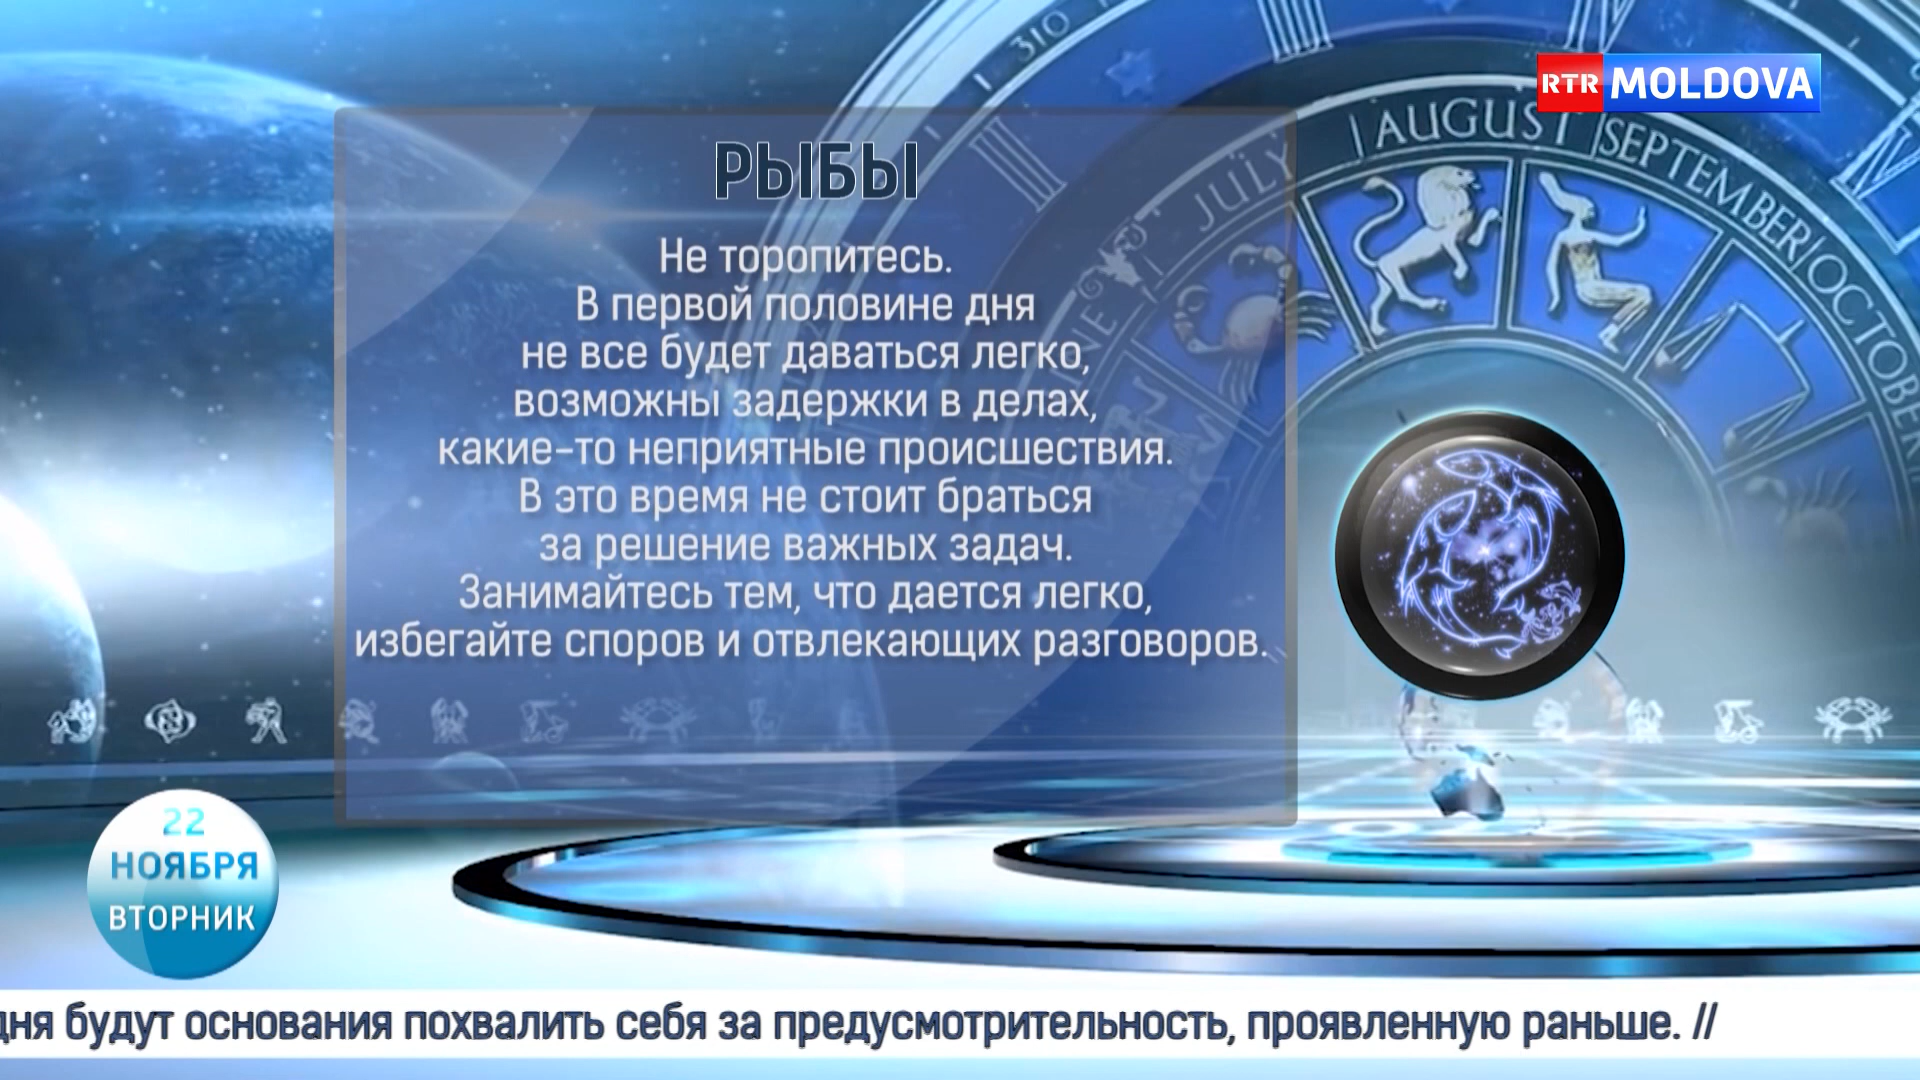 310
RTR MOLDOVA
JULY
AUGUST
SEPTEMBER
OCTOBER
РЫБЫ
Не торопитесь.
В первой половине дня
не все будет даваться легко,
возможны задержки в делах,
какие-то неприятные происшествия.
В это время не стоит браться
за решение важных задач.
Занимайтесь тем, что дается легко,
избегайте споров и отвлекающих разговоров.
22
НОЯБРЯ
ВТОРНИК
дня будут основания похвалить себя за предусмотрительность, проявленную раньше. //